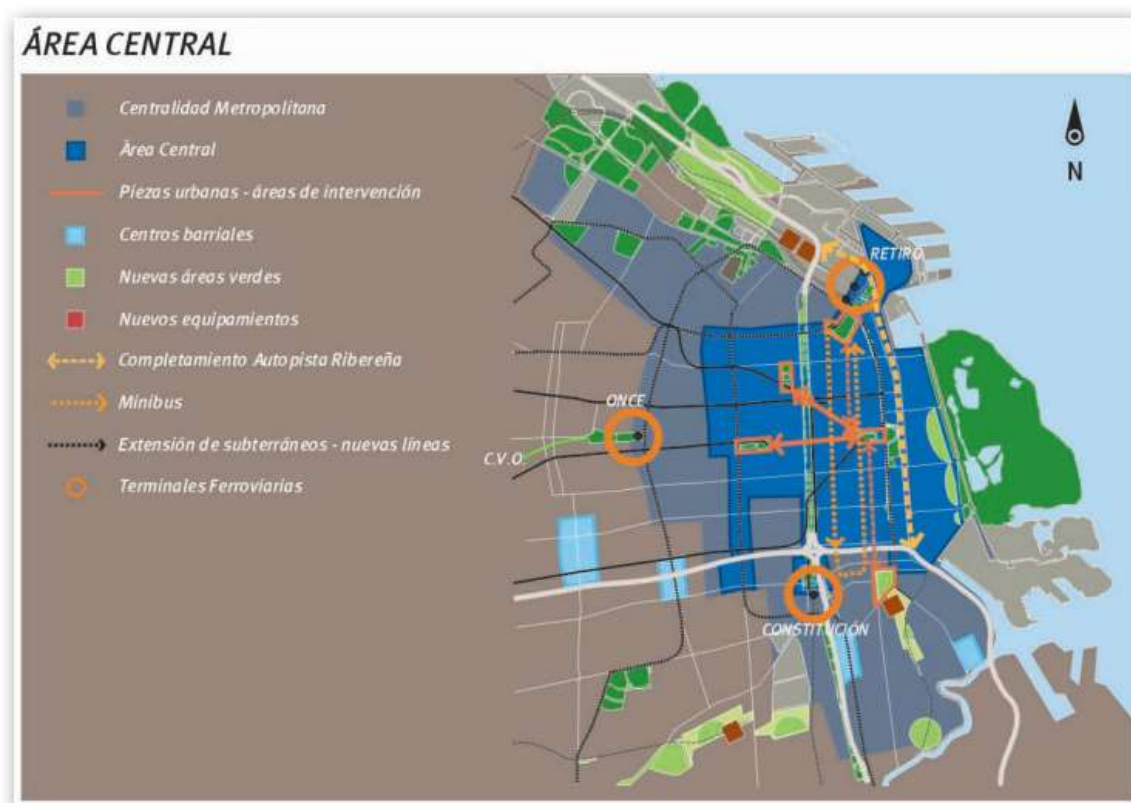 ÁREA CENTRAL
Centralidad Metropolitana
Área Central
Piezas urbanas - áreas de intervención
Centros barriales
Nuevas áreas verdes
Nuevos equipamientos
Completamiento Autopista Ribereña
Minibus
Extensión de subterráneos - nuevas líneas
Terminales Ferroviarias
N
RETIRO
ONCE
C.V.O.
CONSTITUCIÓN